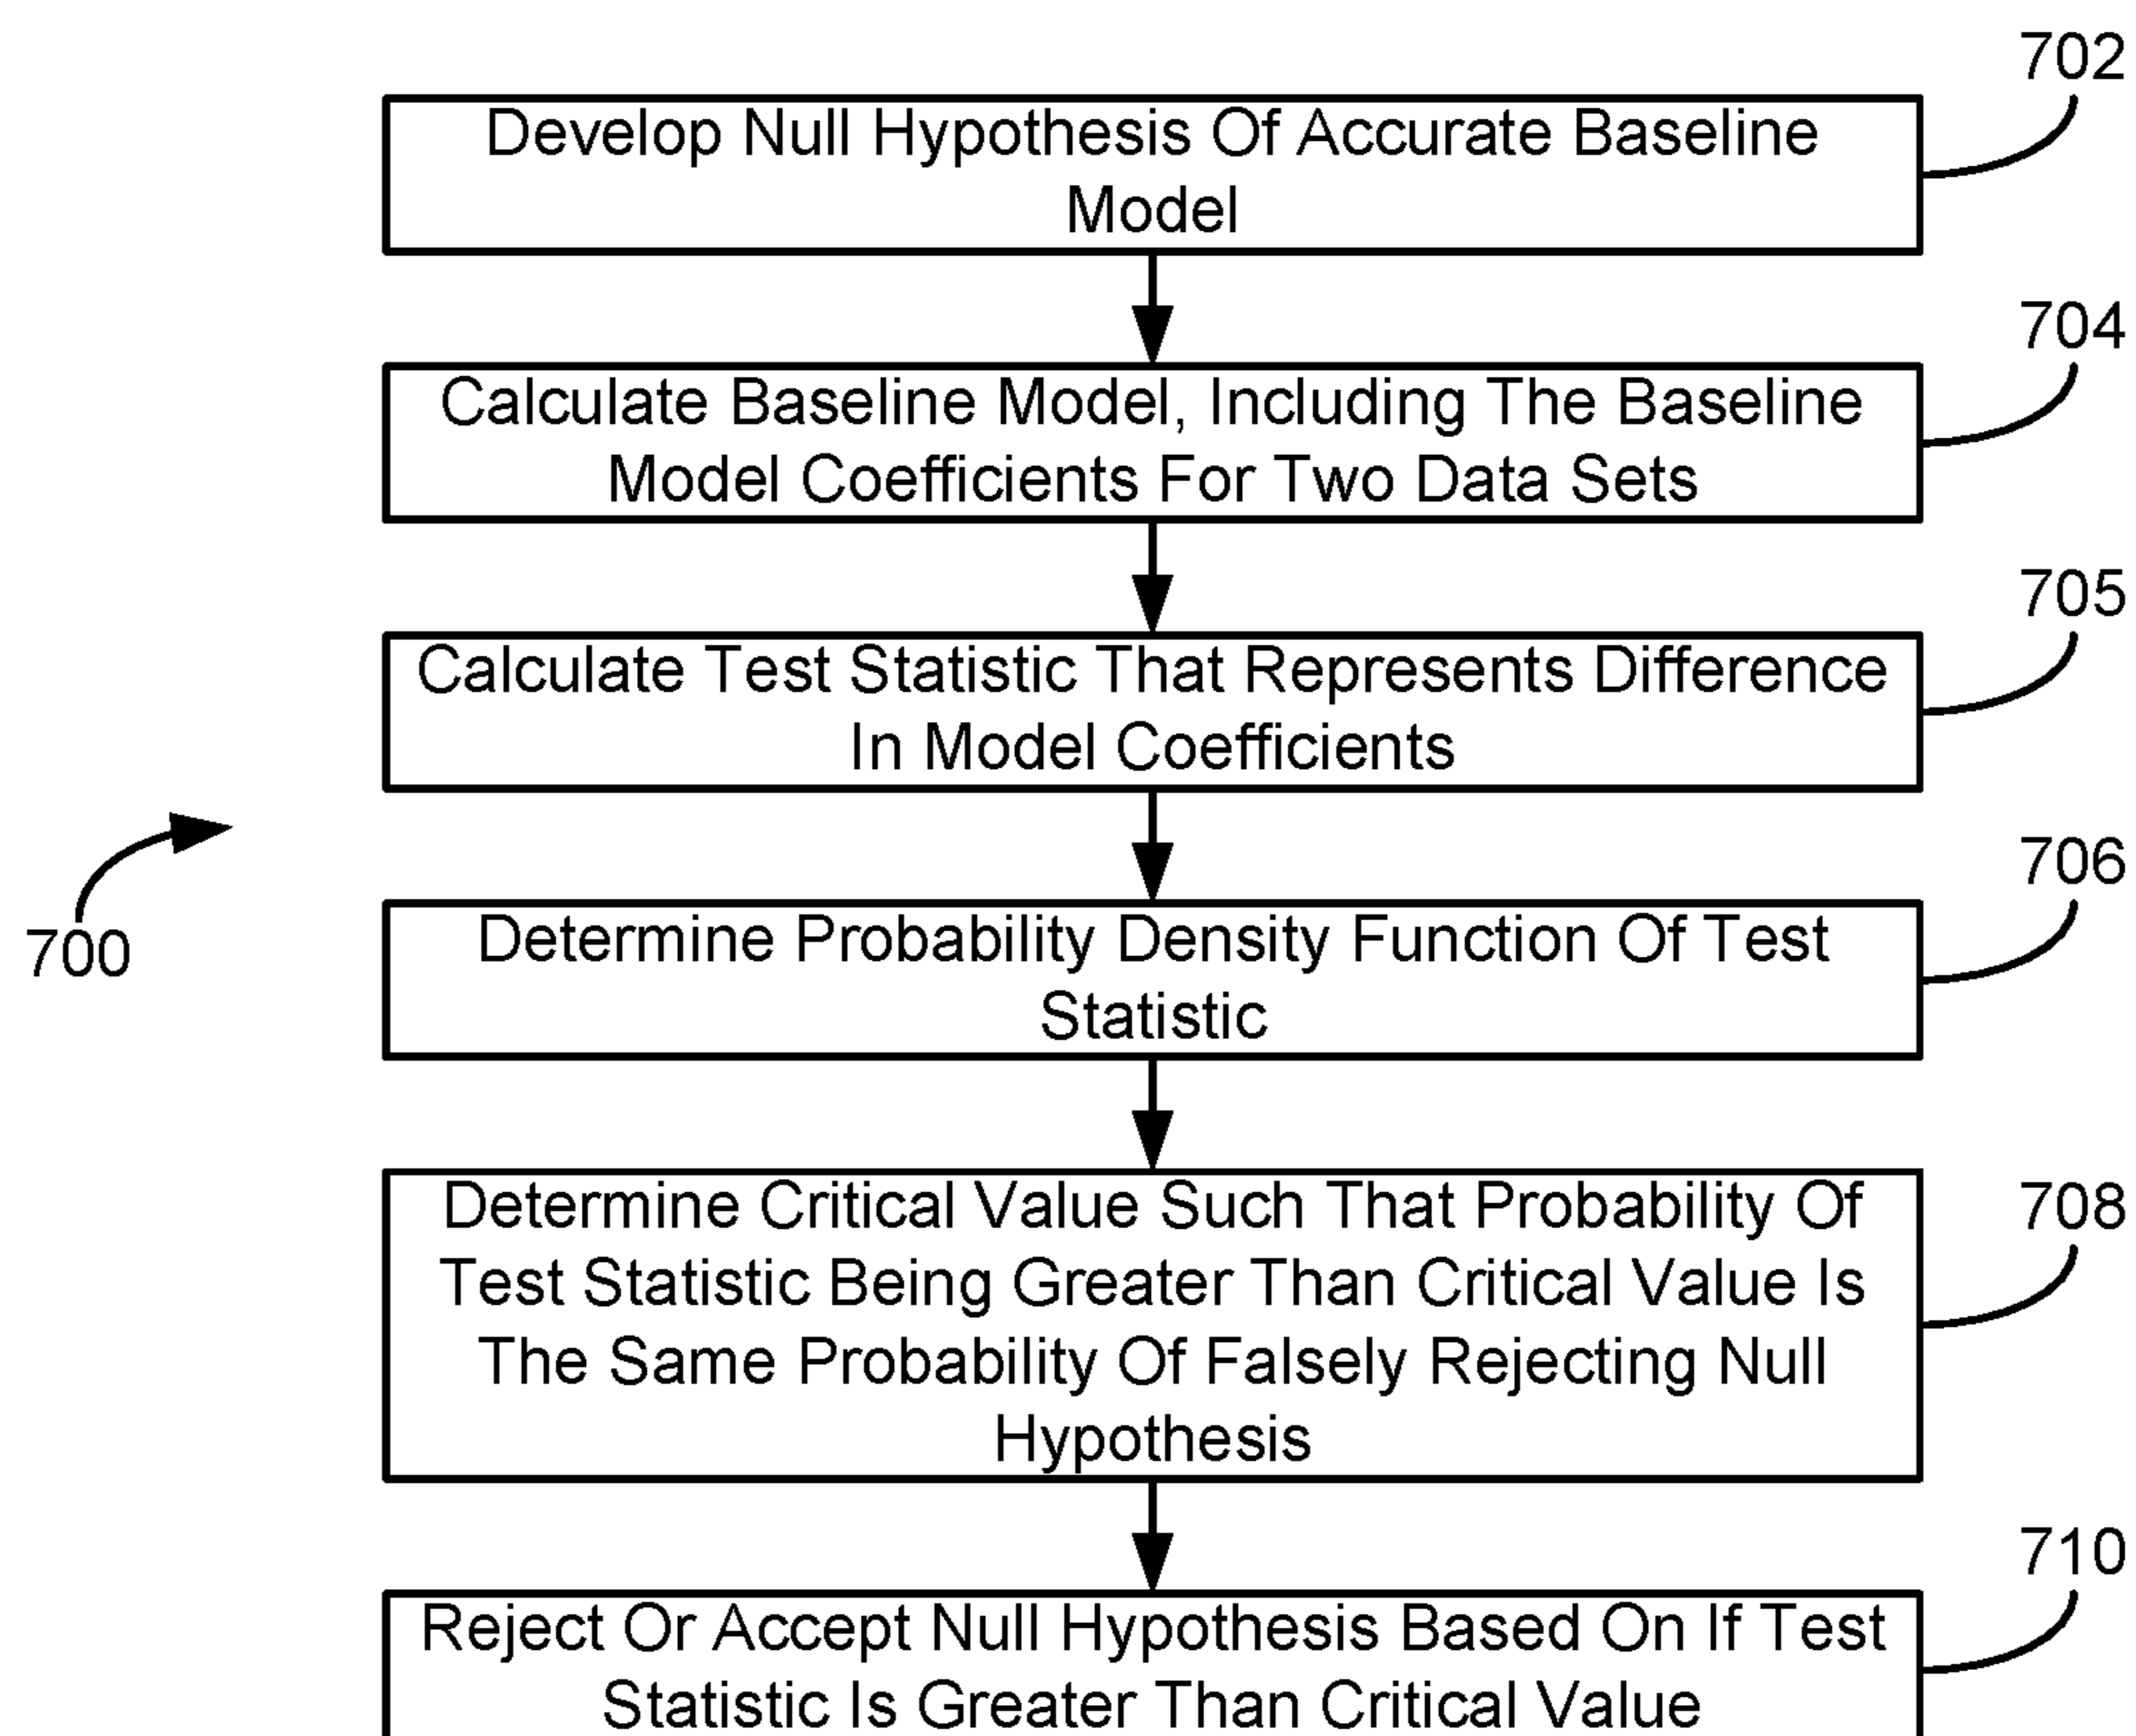 702
Develop Null Hypothesis Of Accurate Baseline
Model
704
Calculate Baseline Model, Including The Baseline
Model Coefficients For Two Data Sets
705
Calculate Test Statistic That Represents Difference
In Model Coefficients
700
706
Determine Probability Density Function Of Test
Statistic
708
Determine Critical Value Such That Probability Of
Test Statistic Being Greater Than Critical Value Is
The Same Probability Of Falsely Rejecting Null
Hypothesis
710
Reject Or Accept Null Hypothesis Based On If Test
Statistic Is Greater Than Critical Value